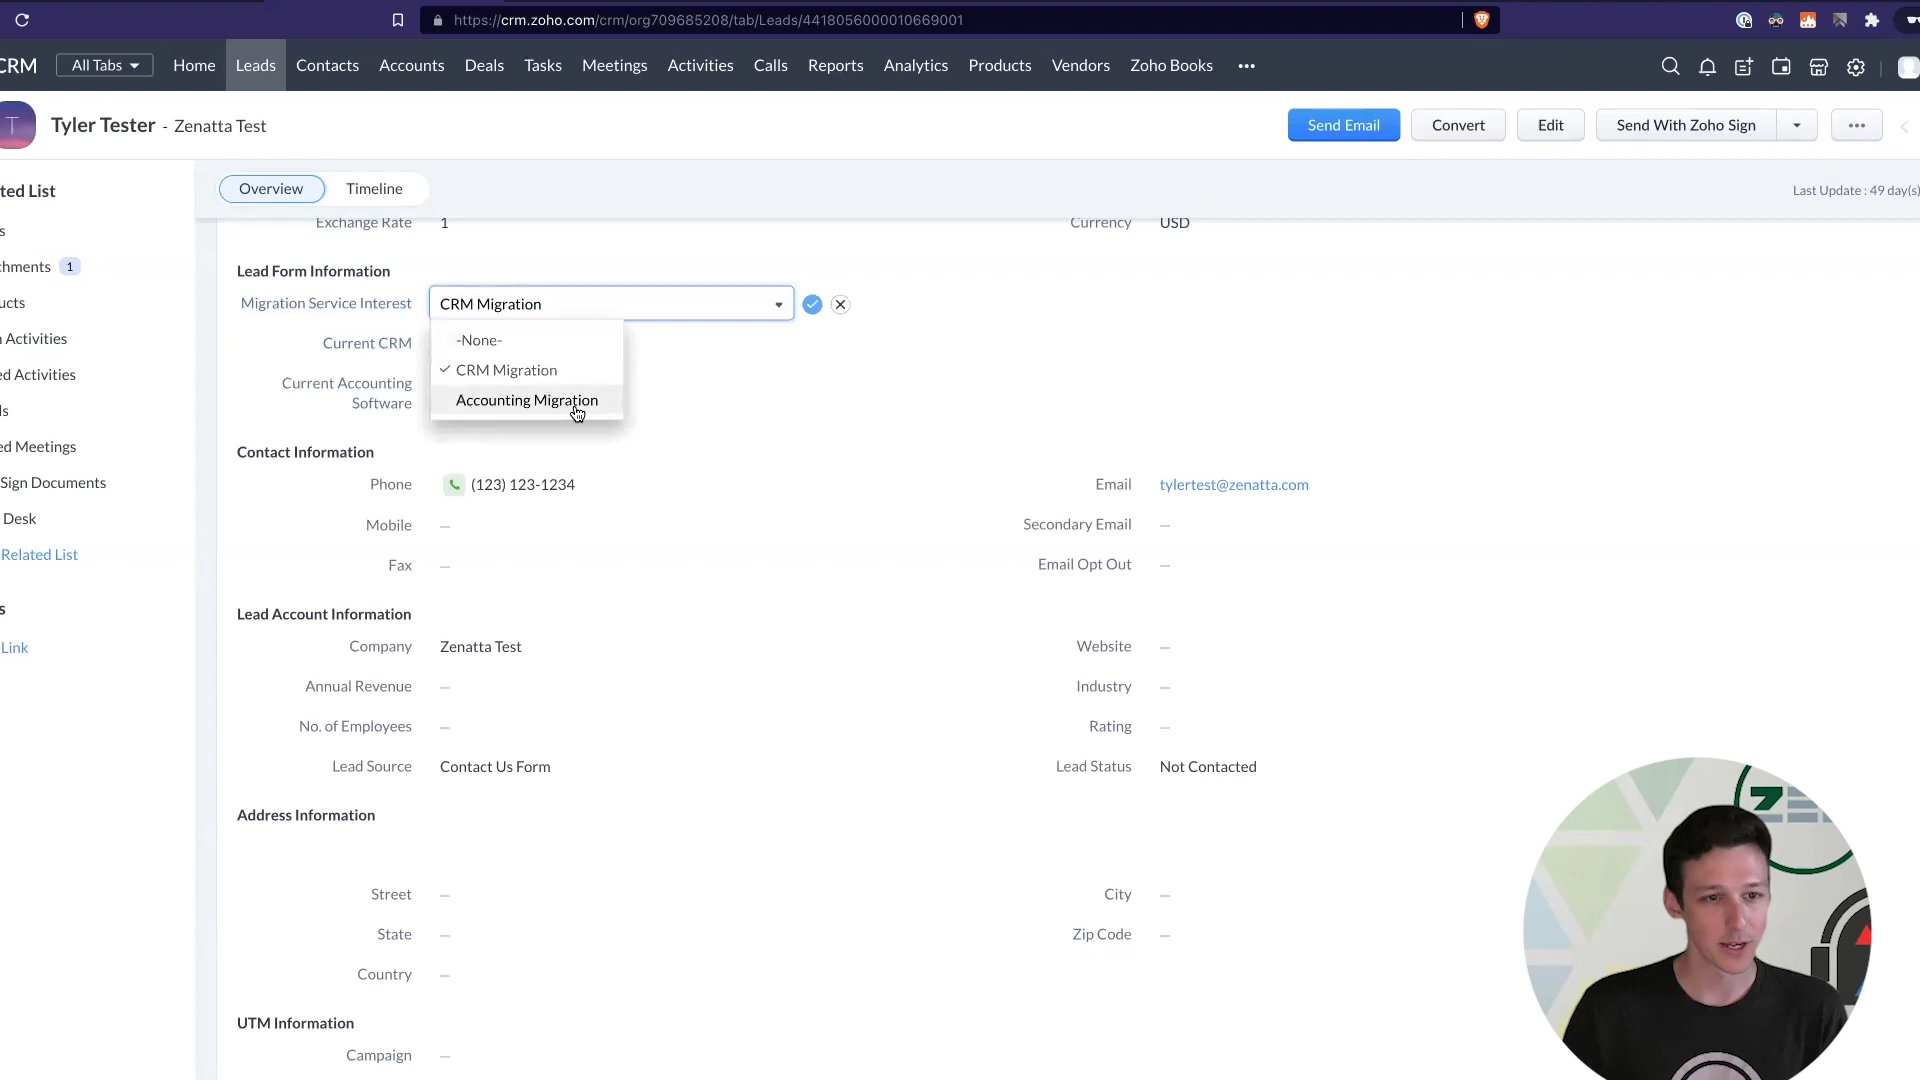 https://crm.zoho.com/crm/org709685208/tab/Leads/4418056000010669001
CRM All Tabs Home Leads Contacts Accounts Deals Tasks Meetings Activities Calls Reports Analytics Products Vendors Zoho Books
T Tyler Tester - Zenatta Test Send Email Convert Edit Send With Zoho Sign
ted List
Overview Timeline Last Update : 49 day(s)
s
chments 1
ucts
n Activities
ed Activities
ls
ed Meetings
Sign Documents
Desk
Related List
s
Link
Exchange Rate 1 Currency USD
Lead Form Information
Migration Service Interest CRM Migration
-None-
Current CRM
CRM Migration
Current Accounting
Software
Accounting Migration
Contact Information
Phone (123) 123-1234 Email tylertest@zenatta.com
Mobile — Secondary Email —
Fax — Email Opt Out —
Lead Account Information
Company Zenatta Test Website —
Annual Revenue — Industry —
No. of Employees — Rating —
Lead Source Contact Us Form Lead Status Not Contacted
Address Information
Street — City —
State — Zip Code —
Country —
UTM Information
Campaign —